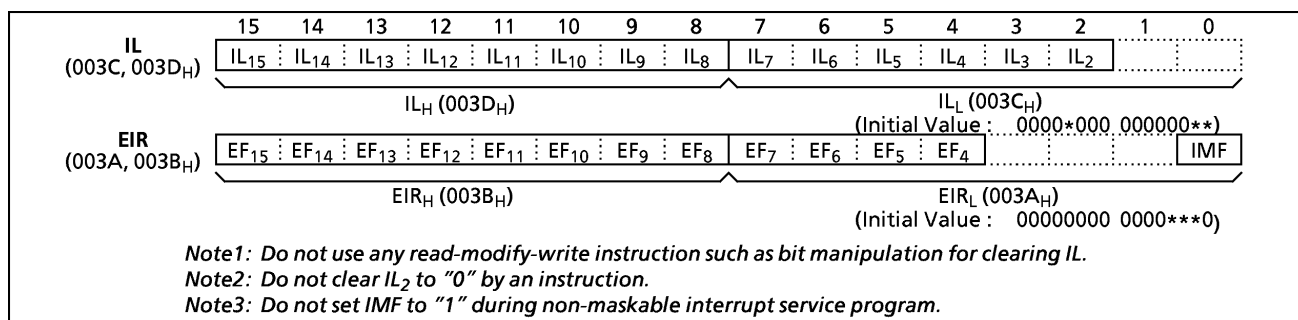 15 14 13 12 11 10 9 8 7 6 5 4 3 2 1 0
IL
(003C, 003DH)
IL15 IL14 IL13 IL12 IL11 IL10 IL9 IL8 IL7 IL6 IL5 IL4 IL3 IL2
ILH (003DH) ILL (003CH)
(Initial Value : 0000*000 000000**)
EIR
(003A, 003BH)
EF15 EF14 EF13 EF12 EF11 EF10 EF9 EF8 EF7 EF6 EF5 EF4 IMF
EIRH (003BH) EIRL (003AH)
(Initial Value : 00000000 0000***0)
Note1: Do not use any read-modify-write instruction such as bit manipulation for clearing IL.
Note2: Do not clear IL2 to "0" by an instruction.
Note3: Do not set IMF to "1" during non-maskable interrupt service program.